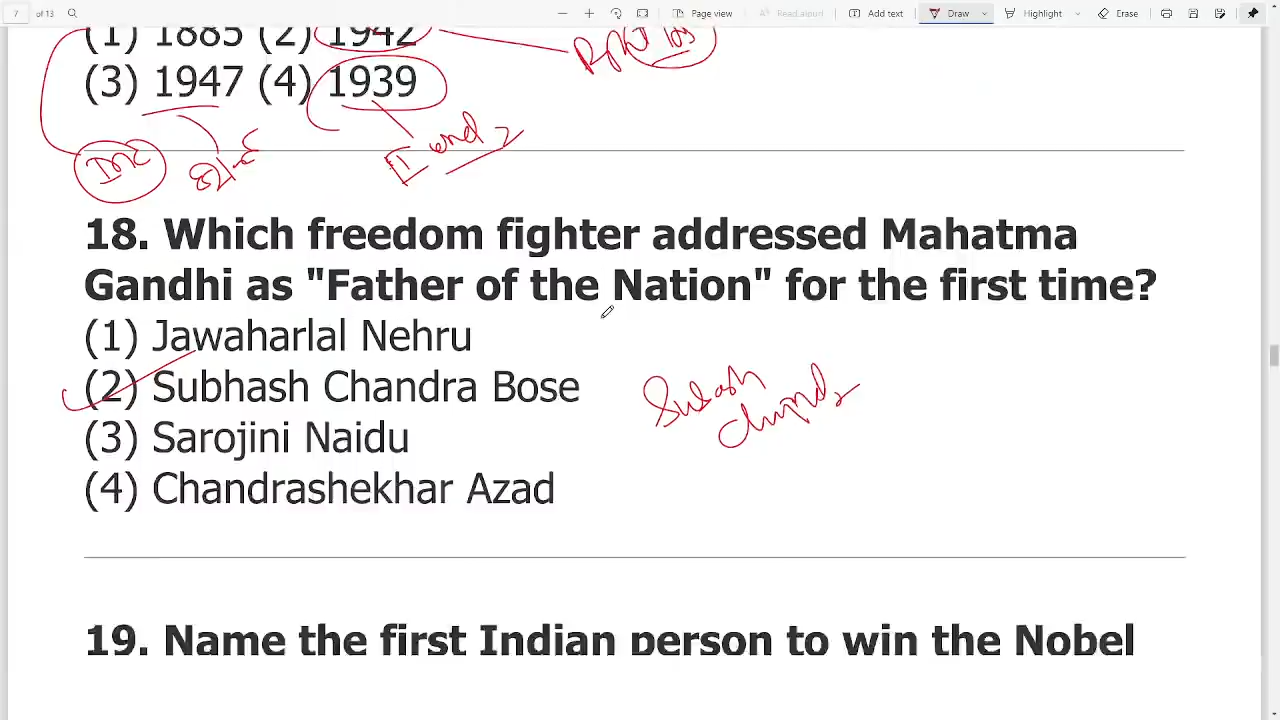 7 of 13 Page view Read aloud Add text Draw Highlight Erase
(1) 1885 (2) 1942
(3) 1947 (4) 1939
INC
18. Which freedom fighter addressed Mahatma
Gandhi as "Father of the Nation" for the first time?
(1) Jawaharlal Nehru
(2) Subhash Chandra Bose
(3) Sarojini Naidu
(4) Chandrashekhar Azad
19. Name the first Indian person to win the Nobel